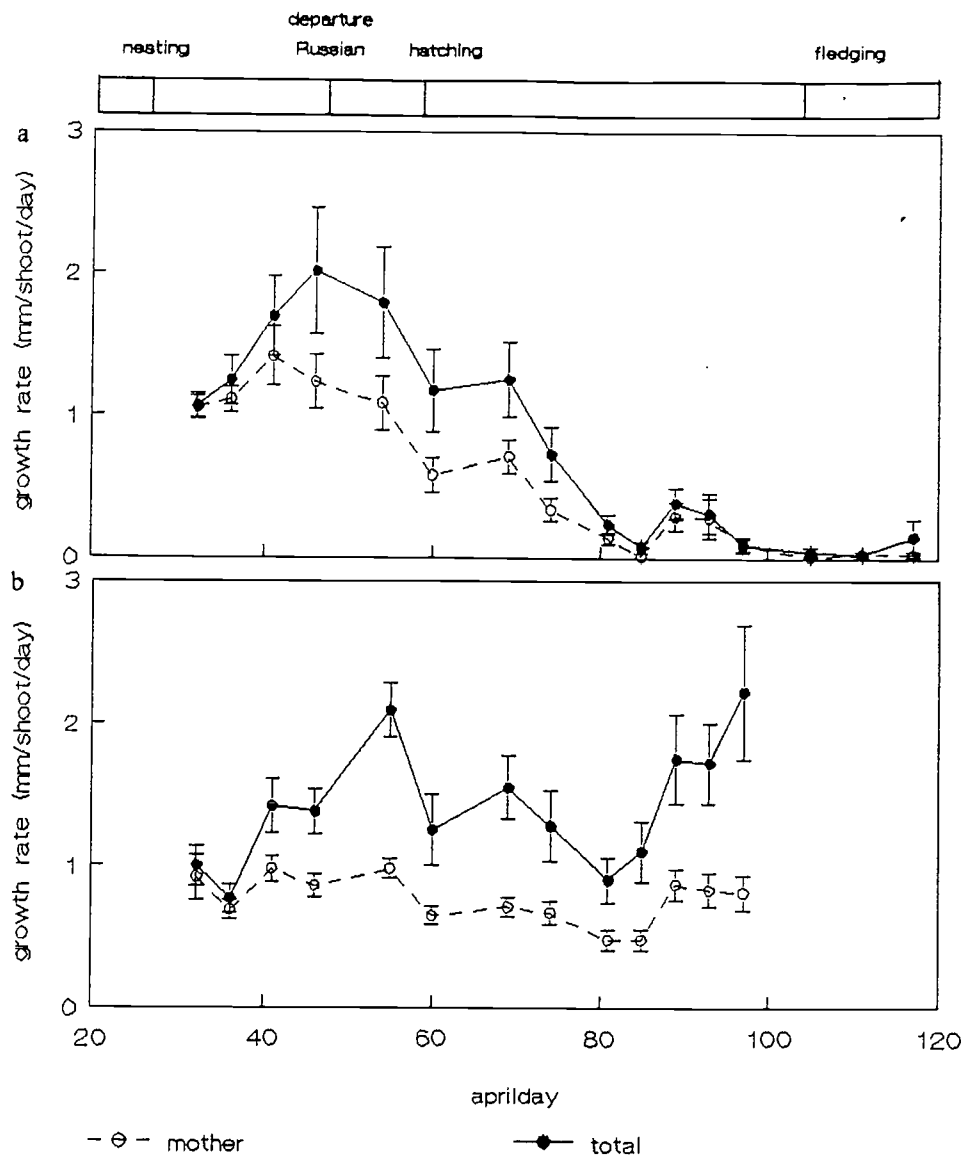 departure
nesting Russian hatching fledging
a
3
2
1
0
growth rate (mm/shoot/day)
b
3
2
1
0
growth rate (mm/shoot/day)
20 40 60 80 100 120
aprilday
mother total